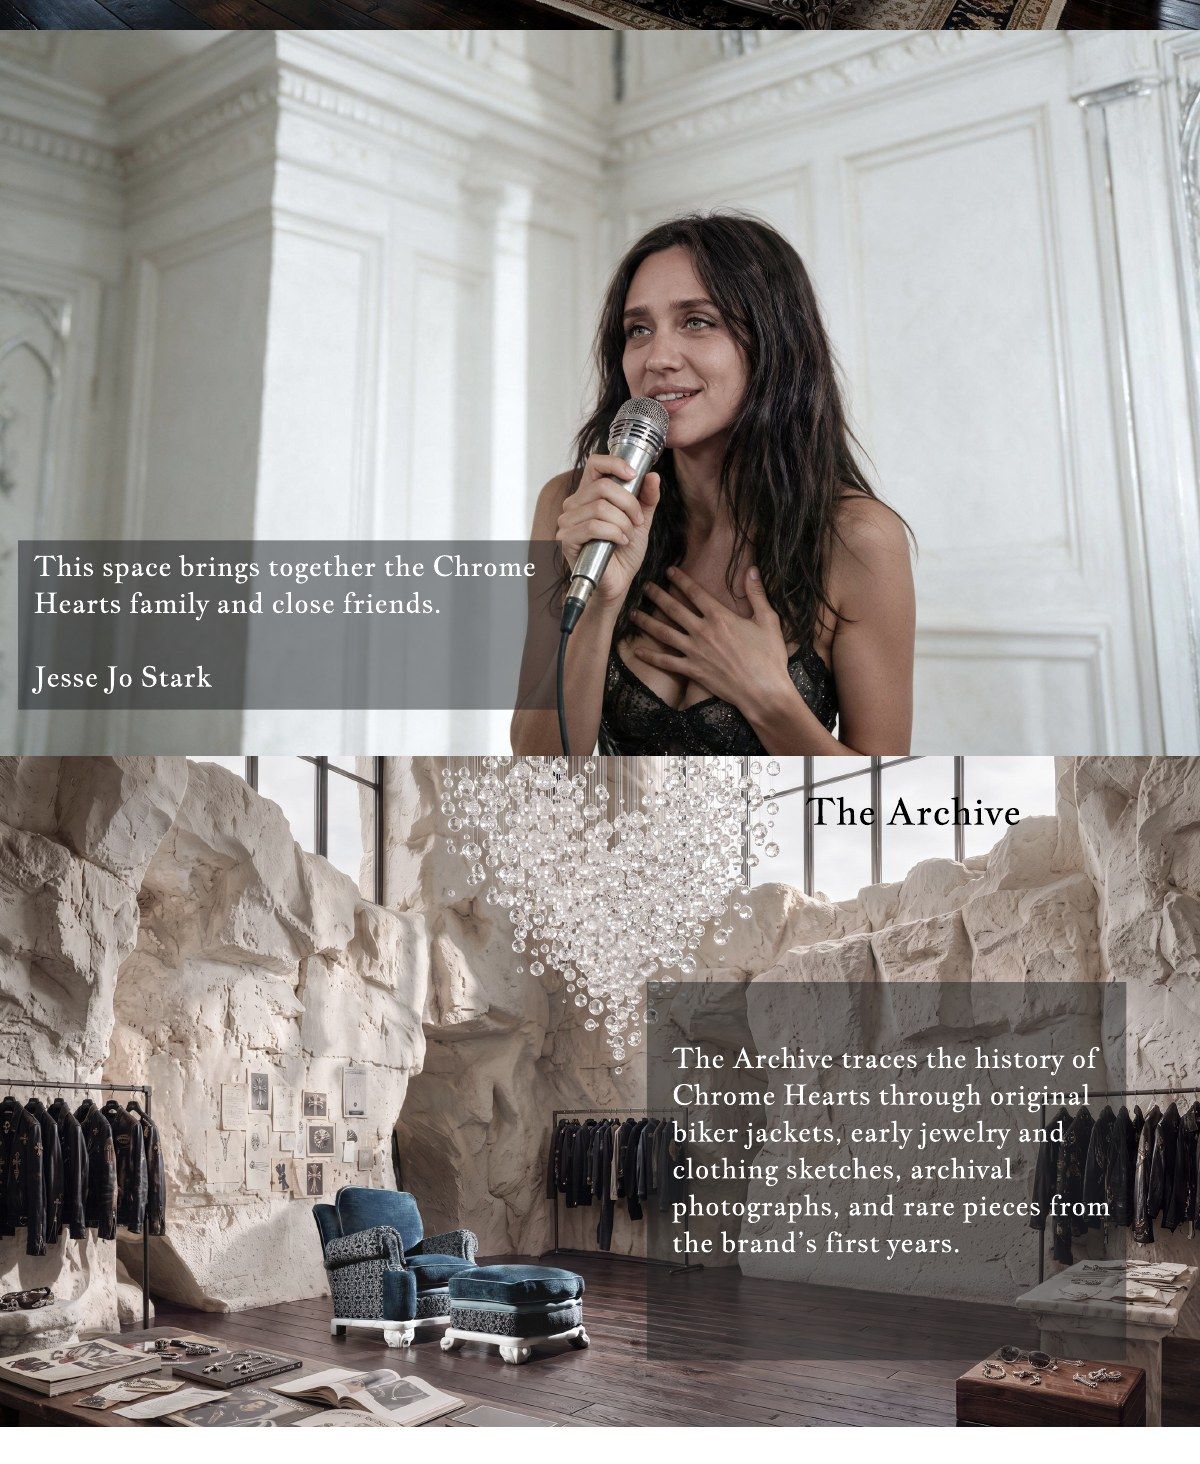 This space brings together the Chrome
Hearts family and close friends.
Jesse Jo Stark
The Archive
The Archive traces the history of
Chrome Hearts through original
biker jackets, early jewelry and
clothing sketches, archival
photographs, and rare pieces from
the brand’s first years.